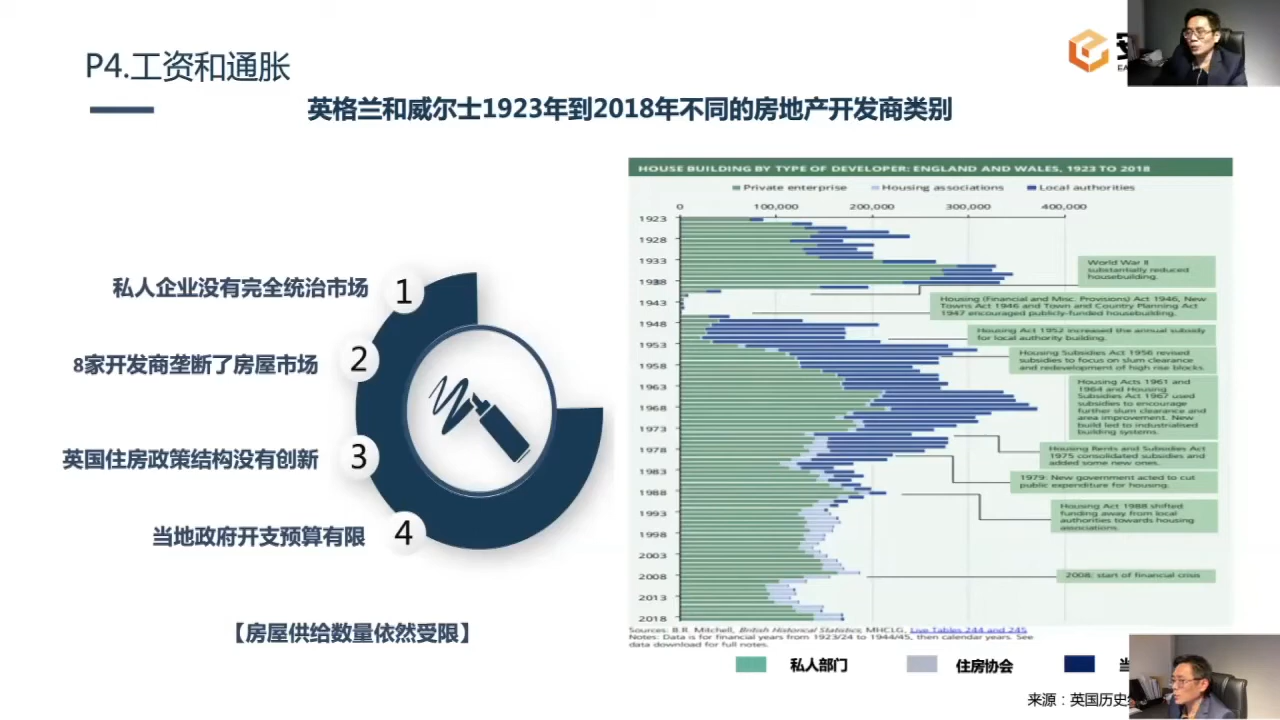 P4.工资和通胀
英格兰和威尔士1923年到2018年不同的房地产开发商类别
私人企业没有完全统治市场
1
8家开发商垄断了房屋市场
2
英国住房政策结构没有创新
3
当地政府开支预算有限
4
【房屋供给数量依然受限】
HOUSE BUILDING BY TYPE OF DEVELOPER: ENGLAND AND WALES, 1923 TO 2018
Private enterprise
Housing associations
Local authorities
0
100,000
200,000
300,000
400,000
1923
1928
1933
1938
1943
1948
1953
1958
1963
1968
1973
1978
1983
1988
1993
1998
2003
2008
2013
2018
World War II
substantially reduced
housebuilding.
Housing (Financial and Misc. Provisions) Act 1946, New
Towns Act 1946 and Town and Country Planning Act
1947 encouraged publicly-funded housebuilding.
Housing Act 1952 increased the annual subsidy
for local authority building.
Housing Subsidies Act 1956 revised
subsidies to focus on slum clearance
and redevelopment of high rise blocks.
Housing Acts 1961 and
1964 and Housing
Subsidies Act 1967 used
subsidies to encourage
further slum clearance and
area improvement. New
build led to industrialised
building systems.
Housing Rents and Subsidies Act
1975 consolidated subsidies and
added some new ones.
1979: New government acted to cut
public expenditure for housing.
Housing Act 1988 shifted
funding away from local
authorities towards housing
associations.
2008: start of financial crisis
Sources: B.R. Mitchell, British Historical Statistics; MHCLG, Live Tables 244 and 245
Notes: Data is for financial years from 1923/24 to 1944/45, then calendar years. See
data download for full notes.
私人部门
住房协会
来源：英国历史